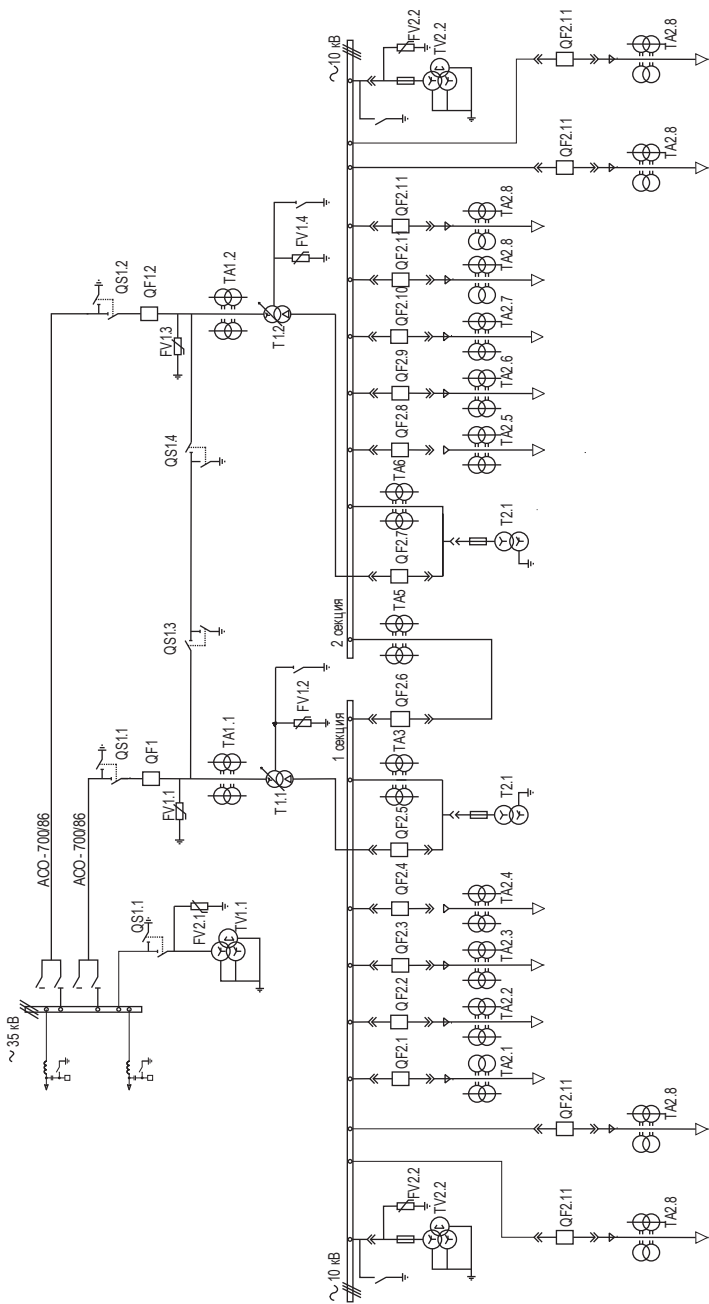 ~ 35 кВ
АСО - 700/86
АСО - 700/86
QS1.1
FV2.1
TV1.1
QS1.1
QF1
FV1.1
TA1.1
T1.1
FV1.2
QS1.3
QS1.4
QS1.2
QF1.2
FV1.3
TA1.2
T1.2
FV1.4
~ 10 кВ
1 секция
2 секция
~10 кВ
FV2.2
TV2.2
QF2.11
TA2.8
QF2.11
TA2.8
QF2.1
TA2.1
QF2.2
TA2.2
QF2.3
TA2.3
QF2.4
TA2.4
QF2.5
TA3
T2.1
QF2.6
TA5
QF2.7
TA6
T2.1
QF2.8
TA2.5
QF2.9
TA2.6
QF2.10
TA2.7
QF2.11
TA2.8
QF2.11
TA2.8
QF2.11
TA2.8
QF2.11
TA2.8
FV2.2
TV2.2